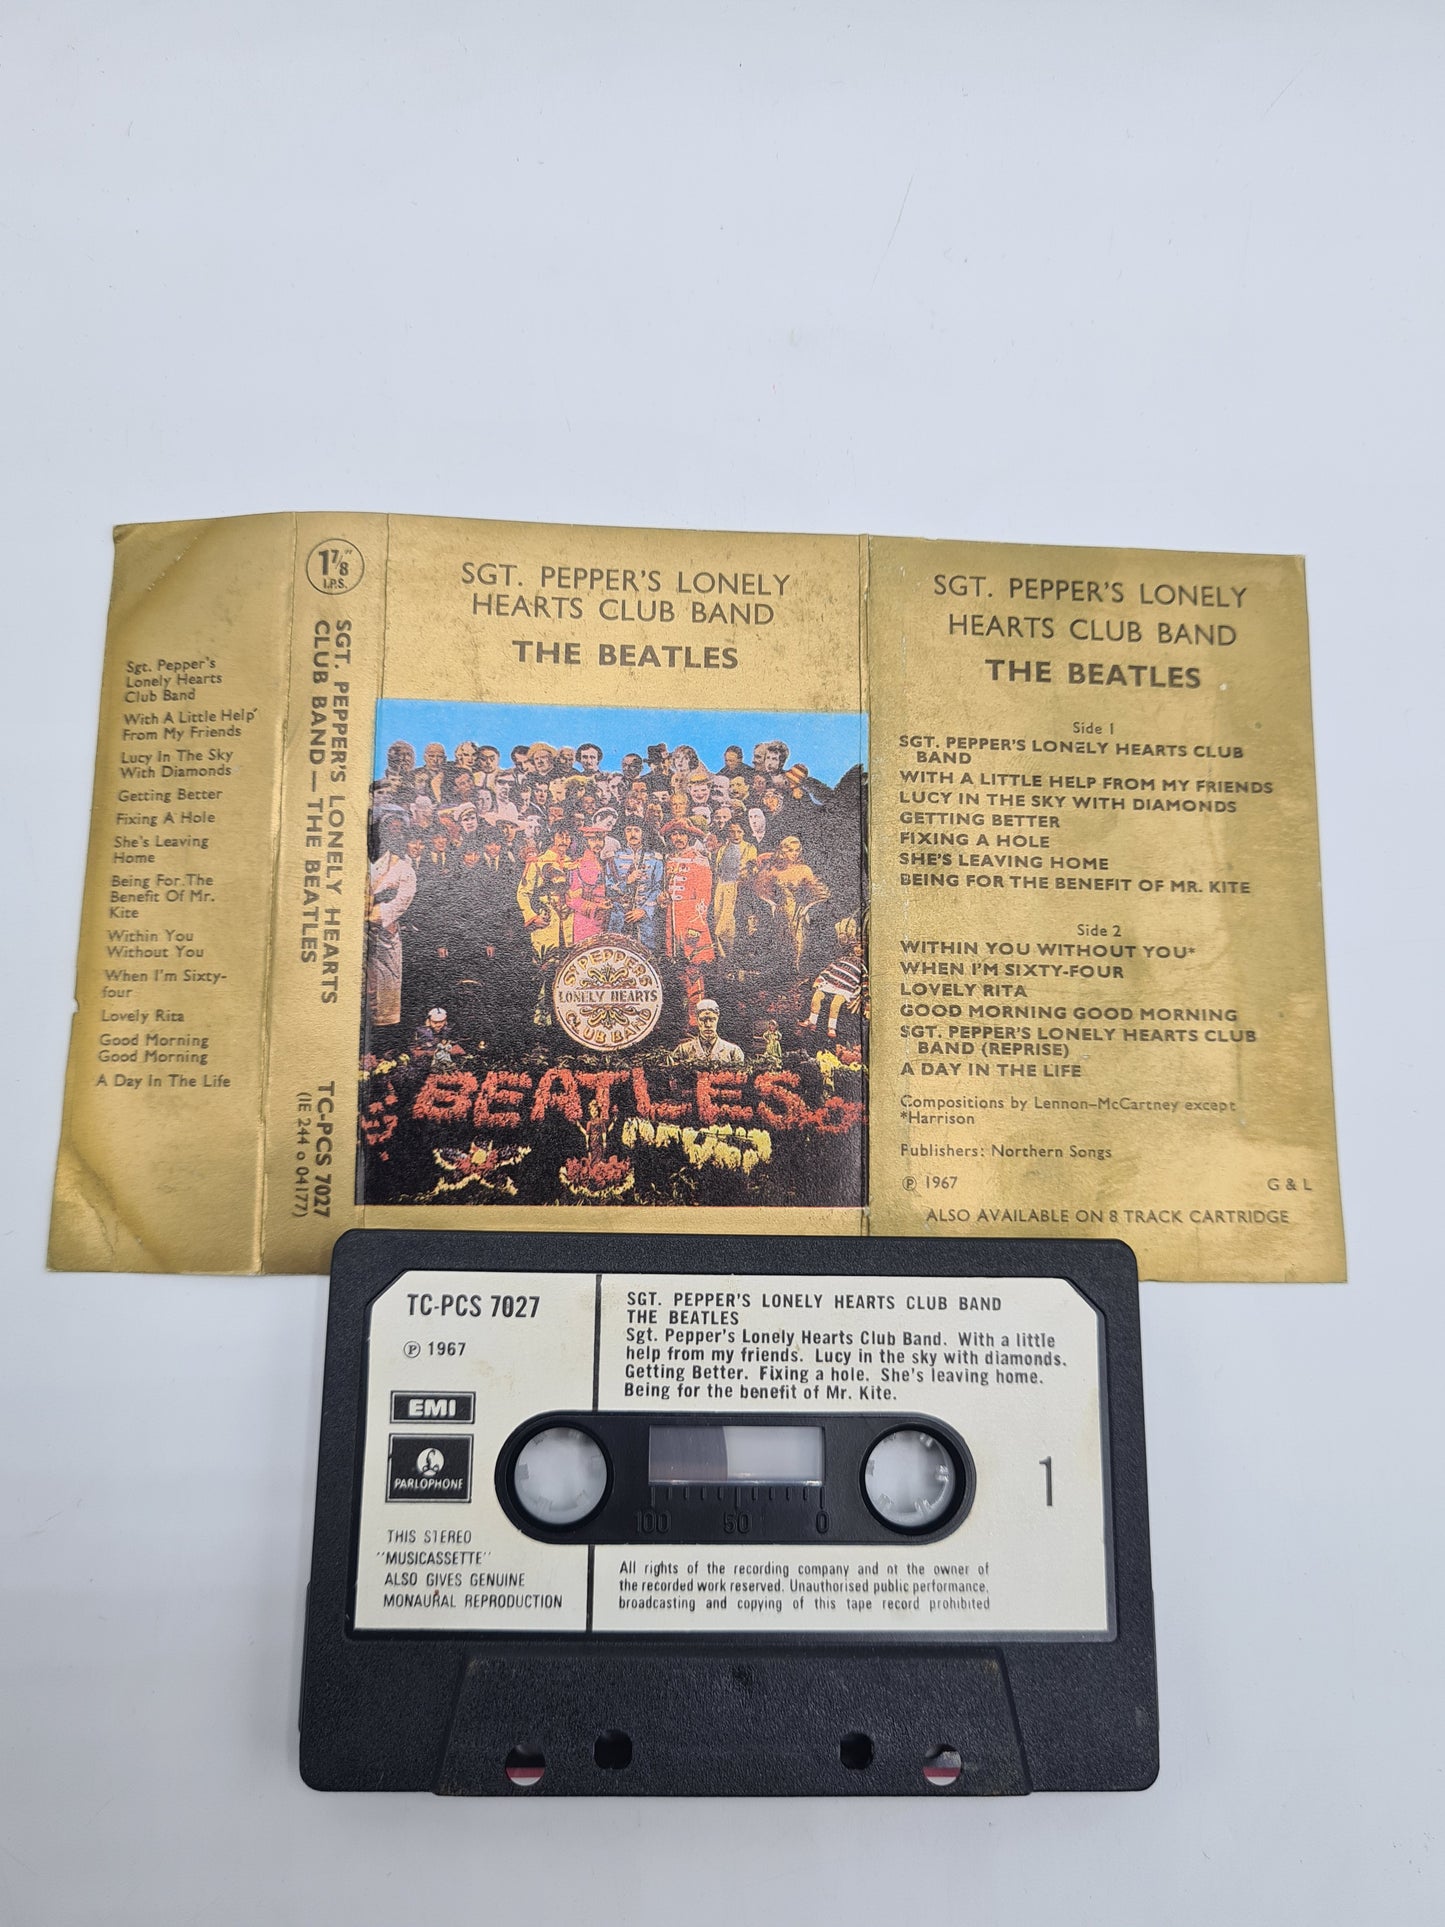 Sgt. Pepper's
Lonely Hearts
Club Band
With A Little Help
From My Friends
Lucy In The Sky
With Diamonds
Getting Better
Fixing A Hole
She's Leaving
Home
Being For The
Benefit Of Mr.
Kite
Within You
Without You
When I'm Sixty-
four
Lovely Rita
Good Morning
Good Morning
A Day In The Life
1 7/8"
I.P.S.
SGT. PEPPER'S LONELY HEARTS
CLUB BAND — THE BEATLES
TC-PCS 7027
(IE 244 o 04177)
SGT. PEPPER'S LONELY
HEARTS CLUB BAND
THE BEATLES
SGT PEPPERS
LONELY HEARTS
CLUB BAND
BEATLES
SGT. PEPPER'S LONELY
HEARTS CLUB BAND
THE BEATLES
Side 1
SGT. PEPPER'S LONELY HEARTS CLUB
BAND
WITH A LITTLE HELP FROM MY FRIENDS
LUCY IN THE SKY WITH DIAMONDS
GETTING BETTER
FIXING A HOLE
SHE'S LEAVING HOME
BEING FOR THE BENEFIT OF MR. KITE
Side 2
WITHIN YOU WITHOUT YOU*
WHEN I'M SIXTY-FOUR
LOVELY RITA
GOOD MORNING GOOD MORNING
SGT. PEPPER'S LONELY HEARTS CLUB
BAND (REPRISE)
A DAY IN THE LIFE
Compositions by Lennon-McCartney except
*Harrison
Publishers: Northern Songs
℗ 1967 G & L
ALSO AVAILABLE ON 8 TRACK CARTRIDGE
TC-PCS 7027
℗ 1967
EMI
PARLOPHONE
THIS STEREO
"MUSICASSETTE"
ALSO GIVES GENUINE
MONAURAL REPRODUCTION
SGT. PEPPER'S LONELY HEARTS CLUB BAND
THE BEATLES
Sgt. Pepper's Lonely Hearts Club Band. With a little
help from my friends. Lucy in the sky with diamonds.
Getting Better. Fixing a hole. She's leaving home.
Being for the benefit of Mr. Kite.
100 50 0
1
All rights of the recording company and ot the owner of
the recorded work reserved. Unauthorised public performance,
broadcasting and copying of this tape record prohibited